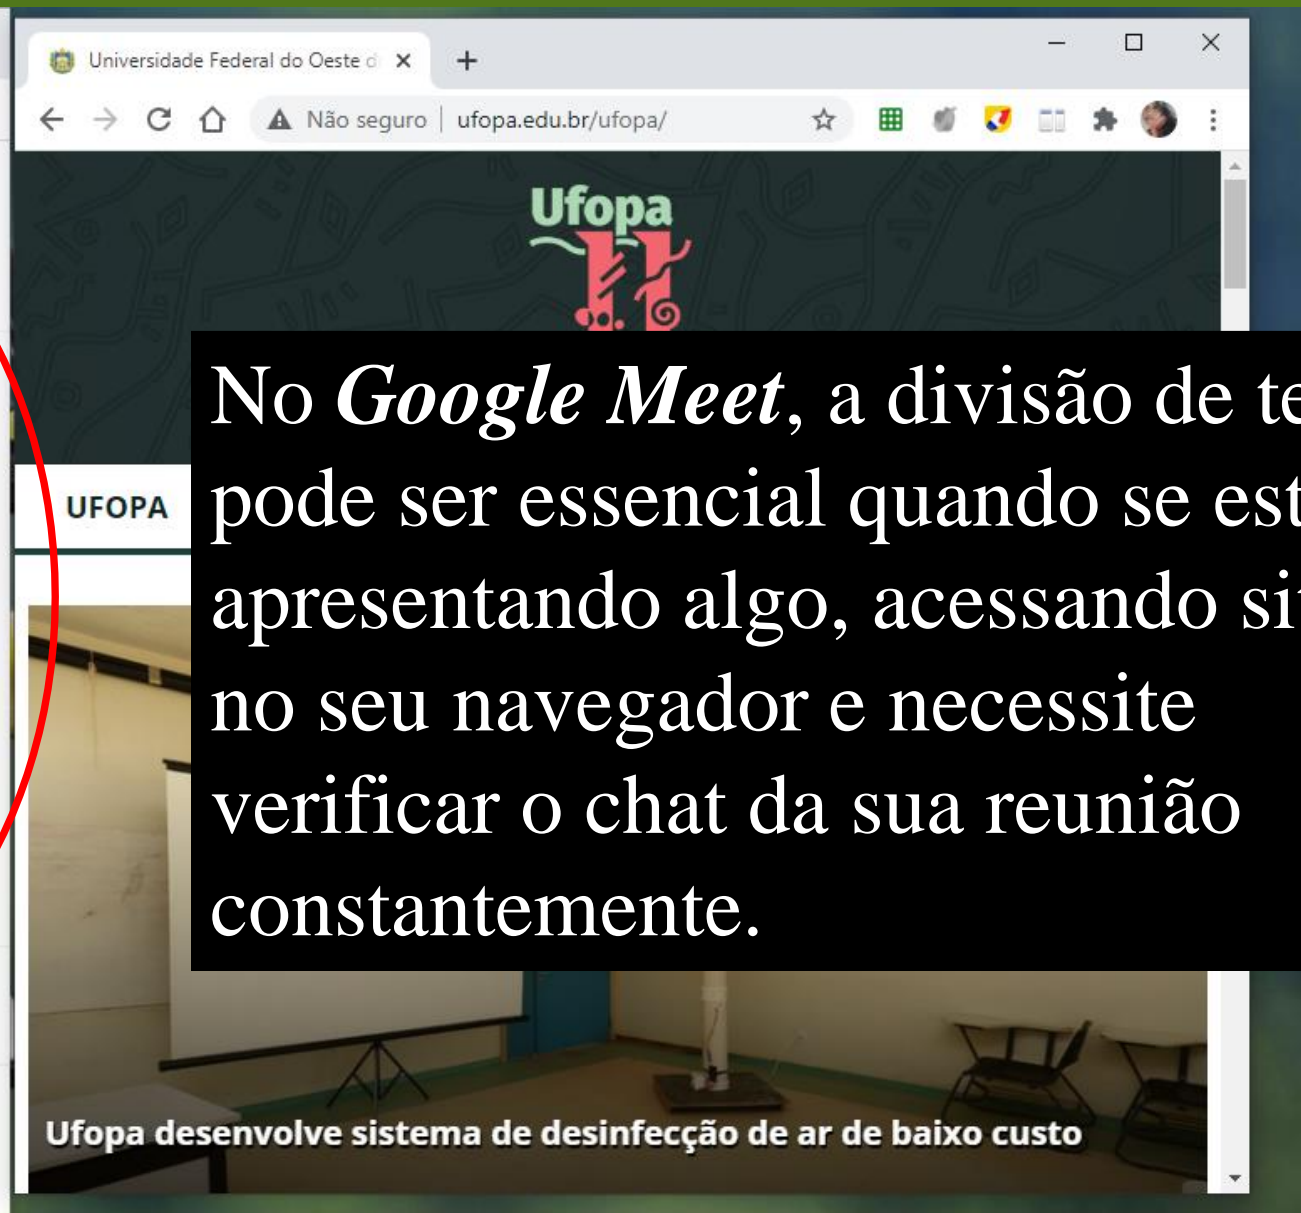 Universidade Federal do Oeste d
Não seguro | ufopa.edu.br/ufopa/
Ufopa
11
UFOPA
No Google Meet, a divisão de te
pode ser essencial quando se est
apresentando algo, acessando sit
no seu navegador e necessite
verificar o chat da sua reunião
constantemente.
Ufopa desenvolve sistema de desinfecção de ar de baixo custo